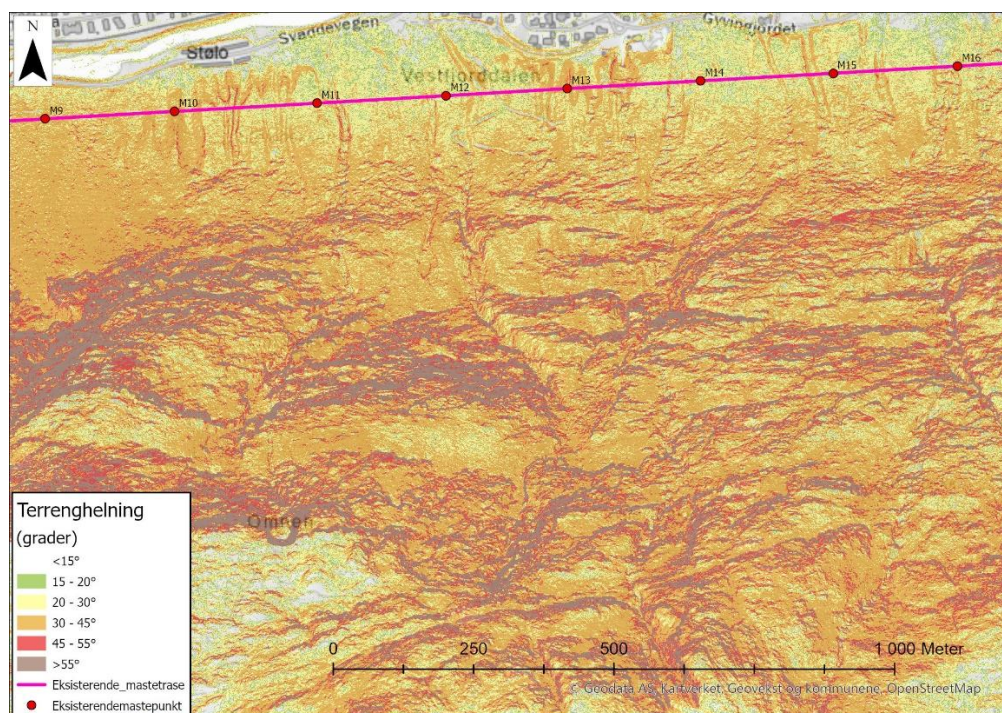 N
Stølo
Svaddevegen
Gyvingjordet
Vestfjorddalen
M9
M10
M11
M12
M13
M14
M15
M16
Omnen
Terrenghelning
(grader)
<15°
15 - 20°
20 - 30°
30 - 45°
45 - 55°
>55°
Eksisterende_mastetrase
Eksisterendemastepunkt
0 250 500 1 000 Meter
© Geodata AS, Kartverket, Geovekst og kommunene, OpenStreetMap